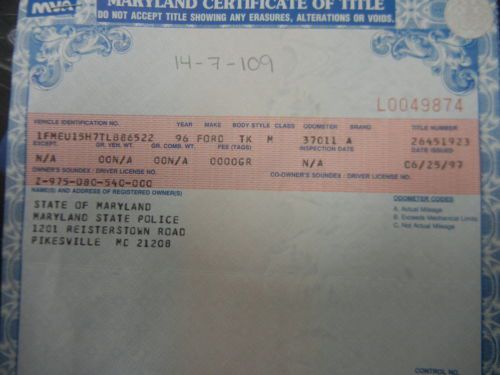 MVA MARYLAND CERTIFICATE OF TITLE
DO NOT ACCEPT TITLE SHOWING ANY ERASURES, ALTERATIONS OR VOIDS.
14-7-109
L0049874
VEHICLE IDENTIFICATION NO. YEAR MAKE BODY STYLE CLASS ODOMETER BRAND TITLE NUMBER
1FMEU15H7TLB86522 96 FORD TK M 37011 A 26451923
EXCEPT. GR. VEH. WT. GR. COMB. WT. FEE (TAGS) INSPECTION DATE DATE ISSUED
N/A 00N/A 00N/A 0000GR N/A 06/25/97
OWNER'S SOUNDEX / DRIVER LICENSE NO. CO-OWNER'S SOUNDEX / DRIVER LICENSE NO.
Z-975-080-540-000
NAME(S) AND ADDRESS OF REGISTERED OWNER(S) ODOMETER CODES
STATE OF MARYLAND A. Actual Mileage
MARYLAND STATE POLICE B. Exceeds Mechanical Limits
1201 REISTERSTOWN ROAD C. Not Actual Mileage
PIKESVILLE MD 21208
CONTROL NO.